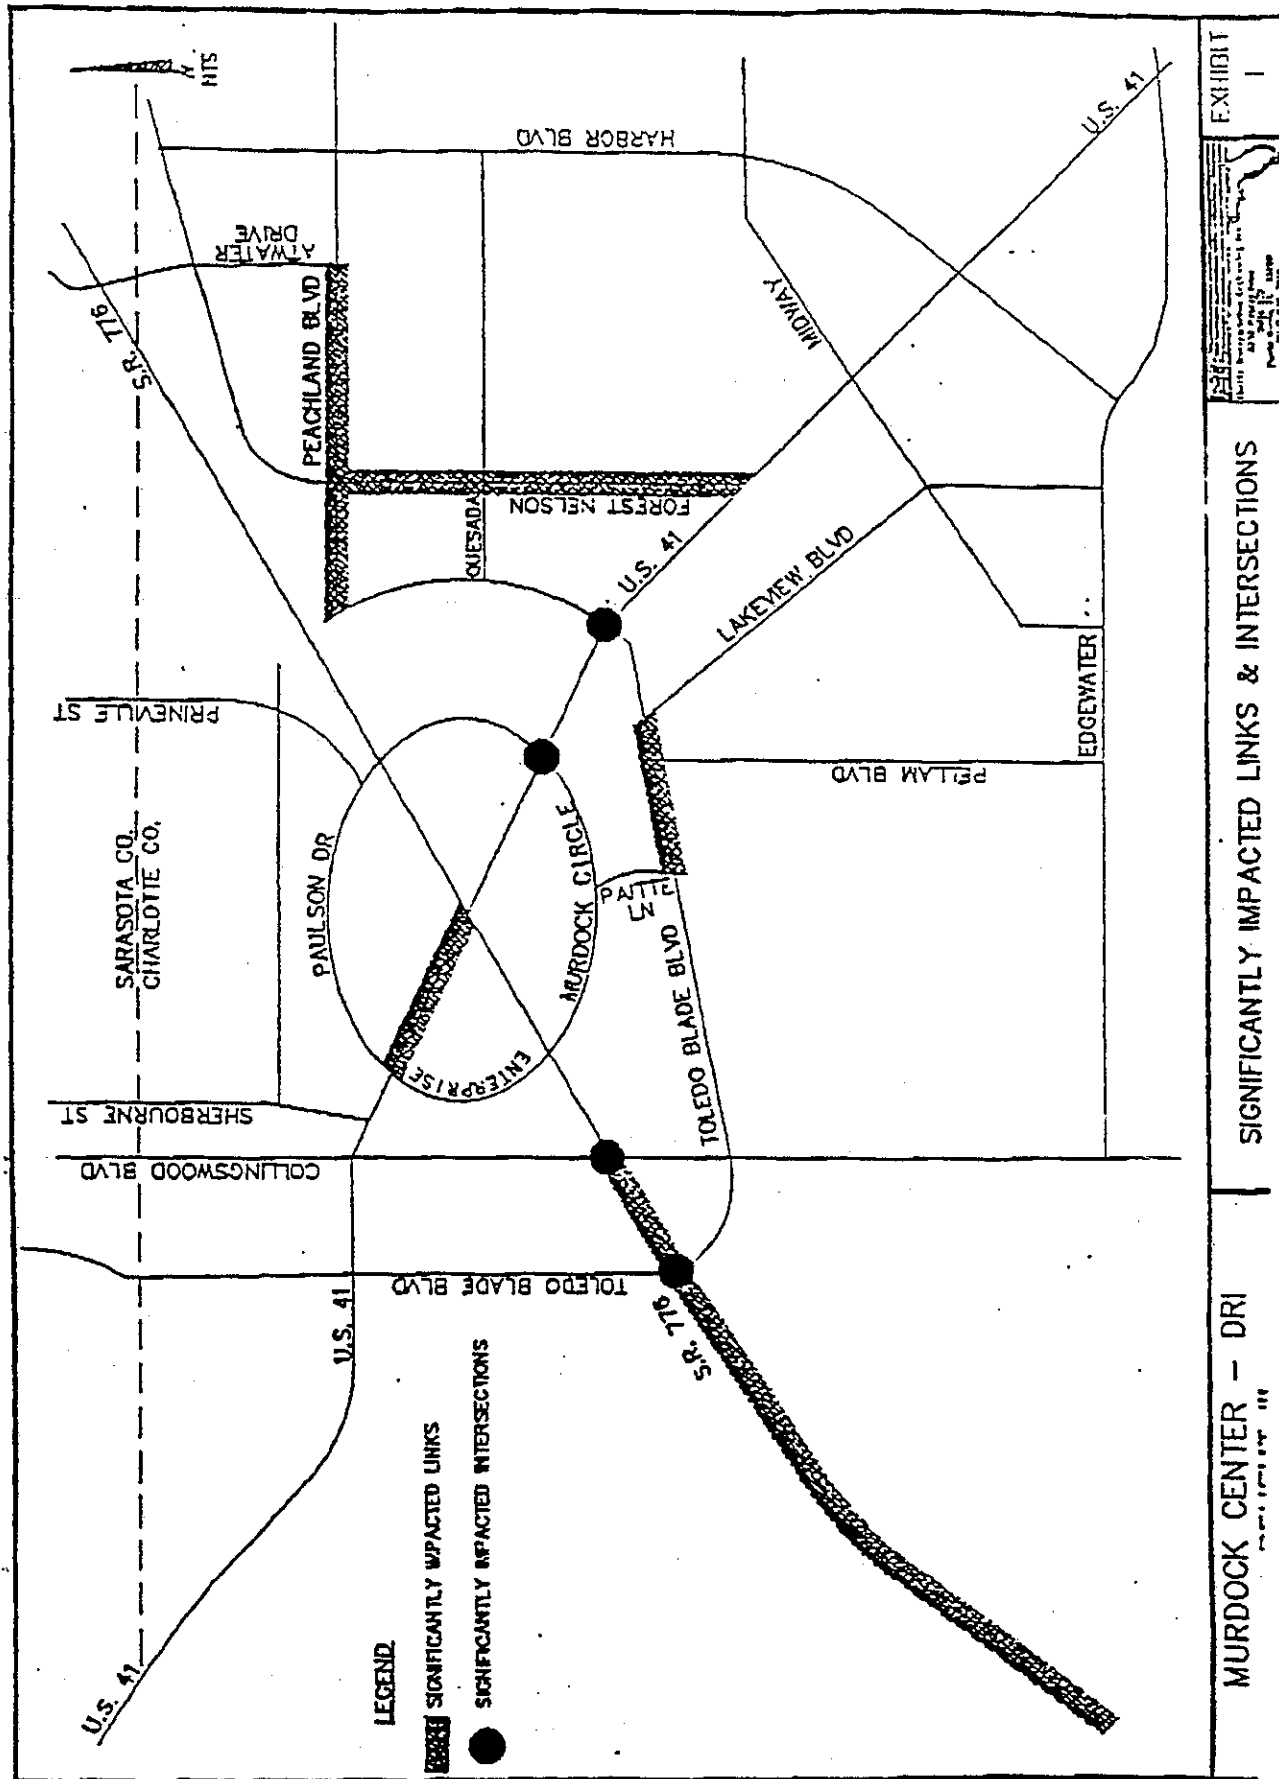 U.S. 41
SARASOTA CO.
CHARLOTTE CO.
NTS
SHERBOURNE ST
PRINEVILLE ST
S.R. 776
ATWATER
DRIVE
COLLINGSWOOD BLVD
PAULSON DR
PEACHLAND BLVD
HARBOR BLVD
U.S. 41
ENTERPRISE
MURDOCK CIRCLE
QUESADA
FOREST NELSON
TOLEDO BLADE BLVD
PATTIE
LN
U.S. 41
S.R. 776
TOLEDO BLADE BLVD
LAKEVIEW BLVD
MIDWAY
PELLAM BLVD
EDGEWATER
U.S. 41
LEGEND
SIGNIFICANTLY IMPACTED LINKS
SIGNIFICANTLY IMPACTED INTERSECTIONS
MURDOCK CENTER - DRI
SIGNIFICANTLY IMPACTED LINKS & INTERSECTIONS
EXHIBIT
1